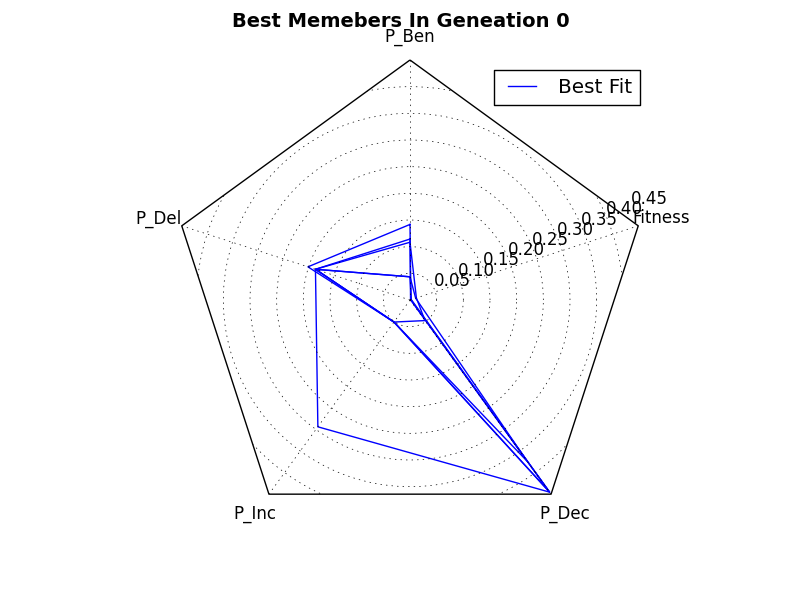 Best Memebers In Geneation 0
P_Ben
Best Fit
0.45
0.40
Fitness
0.35
0.30
0.25
0.20
0.15
0.10
0.05
P_Del
P_Inc
P_Dec